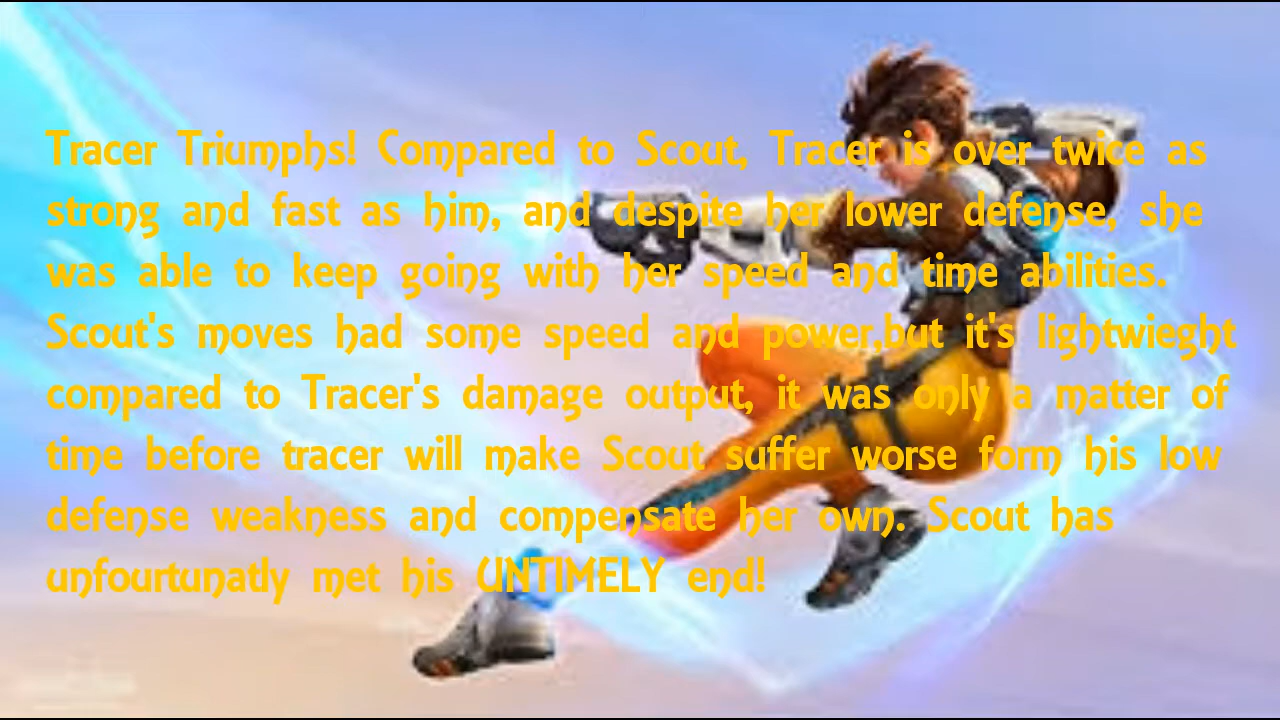 Tracer Triumphs! Compared to Scout, Tracer is over twice as
strong and fast as him, and despite her lower defense, she
was able to keep going with her speed and time abilities.
Scout's moves had some speed and power,but it's lightwieght
compared to Tracer's damage output, it was only a matter of
time before tracer will make Scout suffer worse form his low
defense weakness and compensate her own. Scout has
unfourtunatly met his UNTIMELY end!